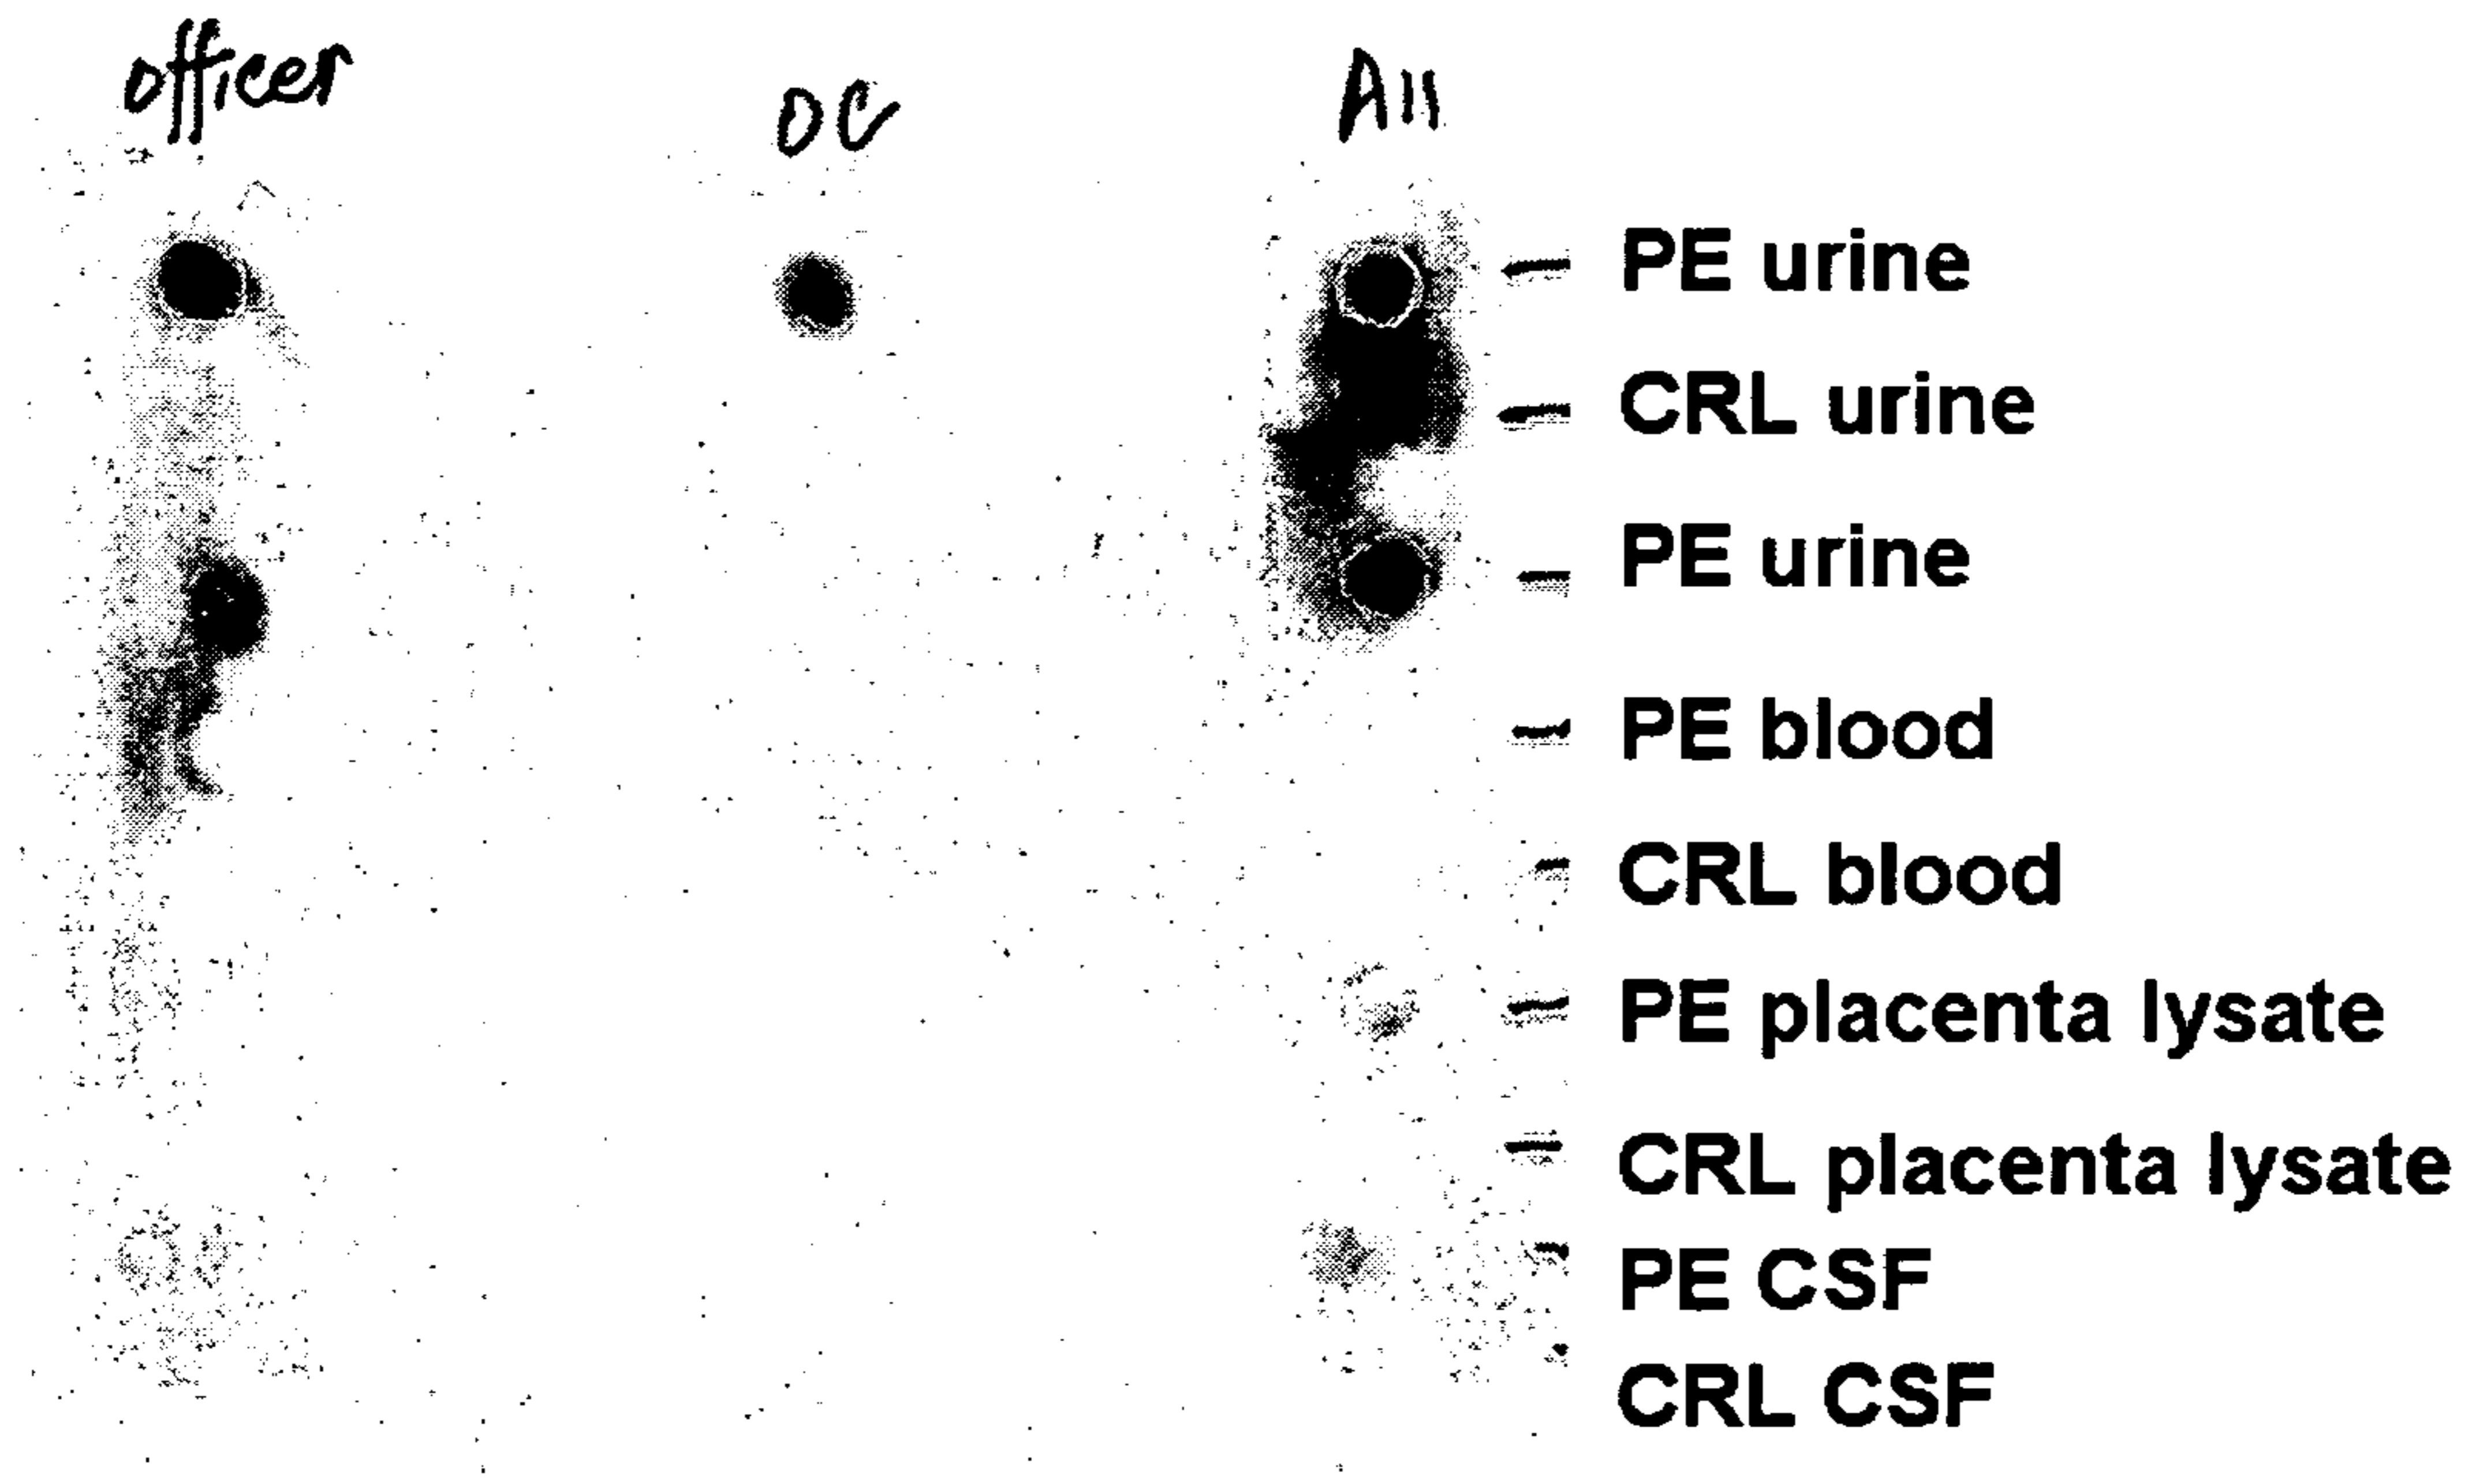 officer OC All
PE urine
CRL urine
PE urine
PE blood
CRL blood
PE placenta lysate
CRL placenta lysate
PE CSF
CRL CSF